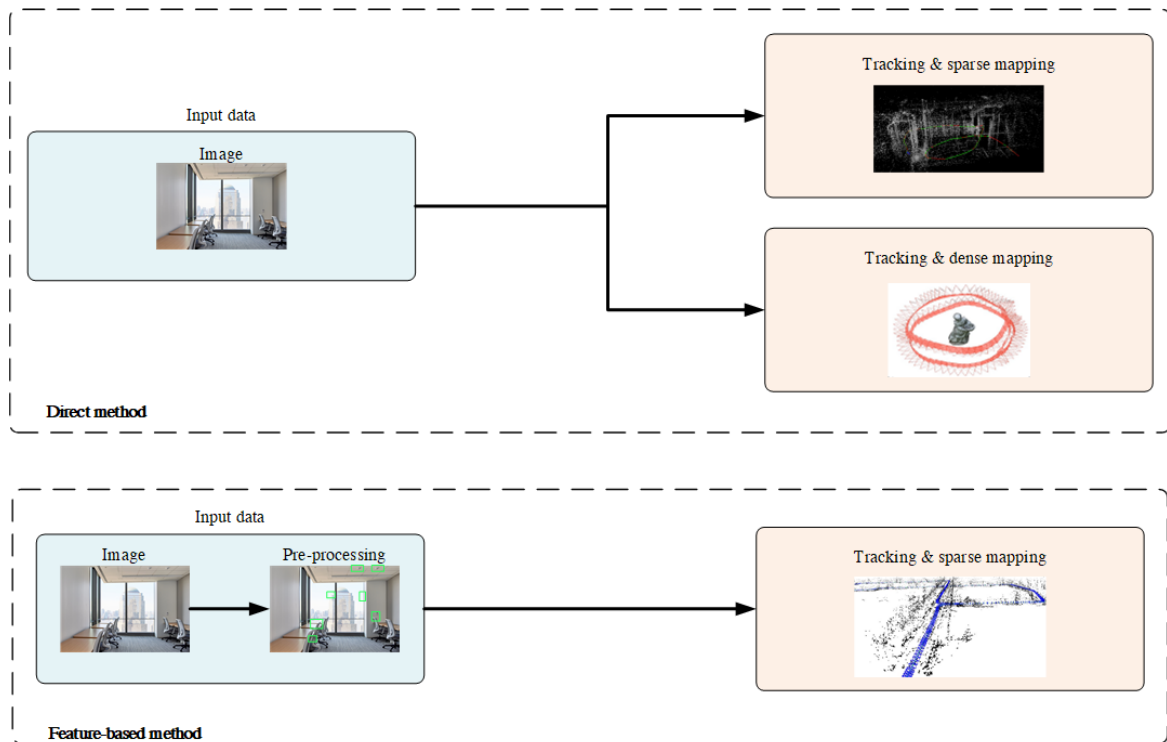 Input data
Image
Tracking & sparse mapping
Tracking & dense mapping
Direct method
Input data
Image
Pre-processing
Tracking & sparse mapping
Feature-based method